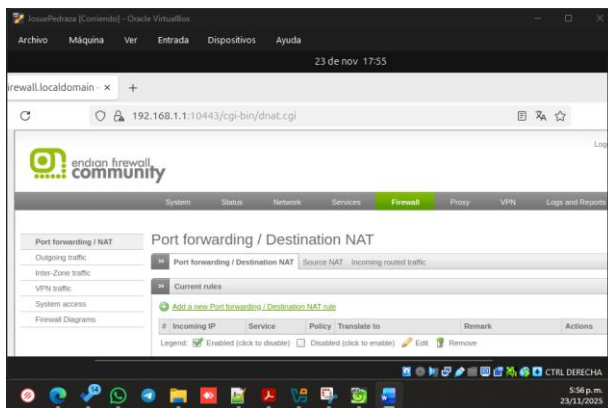 JosuePedraza [Corriendo] - Oracle VirtualBox
Archivo Máquina Ver Entrada Dispositivos Ayuda
23 de nov 17:55
irewall.localdomain - × +
192.168.1.1:10443/cgi-bin/dnat.cgi
Log
endian firewall
community
System Status Network Services Firewall Proxy VPN Logs and Reports
Port forwarding / NAT
Outgoing traffic
Inter-Zone traffic
VPN traffic
System access
Firewall Diagrams
Port forwarding / Destination NAT
Port forwarding / Destination NAT Source NAT Incoming routed traffic
Current rules
Add a new Port forwarding / Destination NAT rule
# Incoming IP Service Policy Translate to Remark Actions
Legend: Enabled (click to disable) Disabled (click to enable) Edit Remove
CTRL DERECHA
5:56 p. m.
23/11/2025